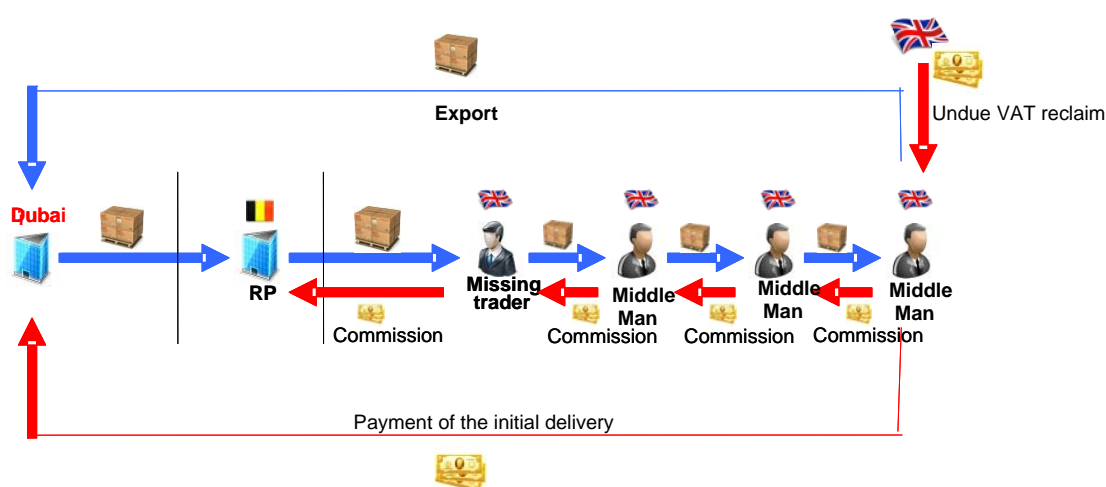 Export
Undue VAT reclaim
Dubai
RP
Missing
trader
Middle
Man
Middle
Man
Middle
Man
Commission
Commission
Commission
Commission
Payment of the initial delivery